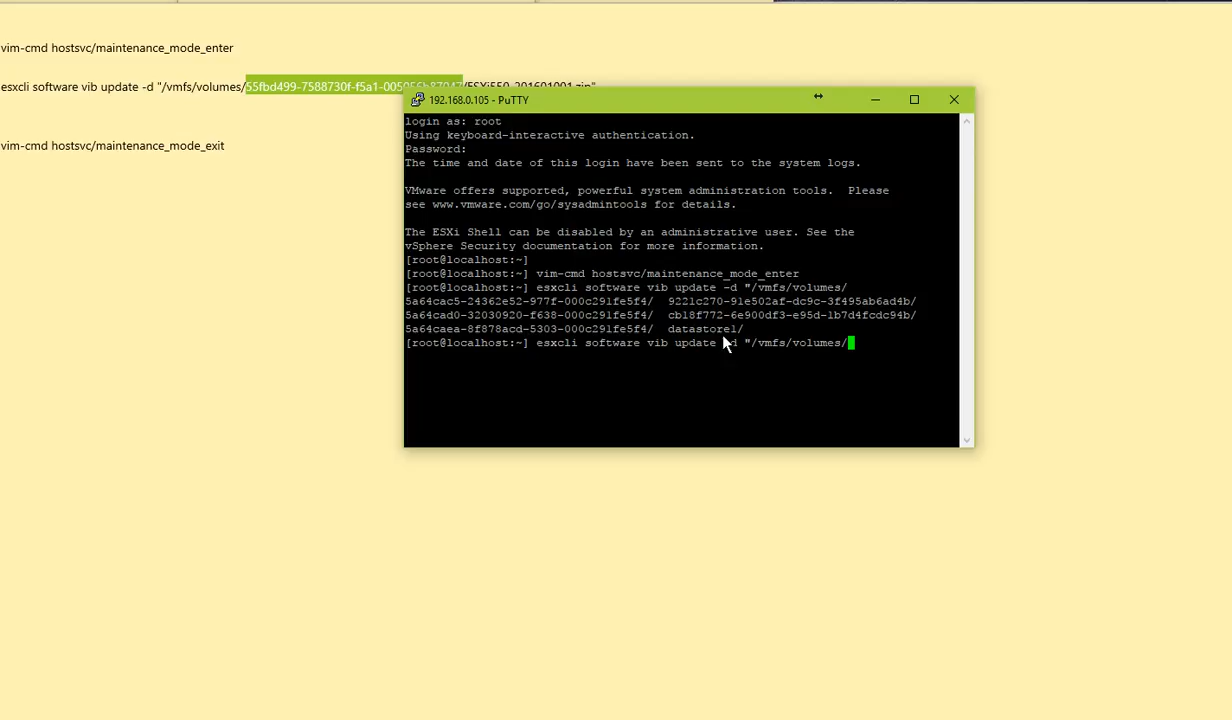 vim-cmd hostsvc/maintenance_mode_enter
esxcli software vib update -d "/vmfs/volumes/55fbd499-7588730f-f5a1-005056b87047/ESXi550-201601001.zip"
vim-cmd hostsvc/maintenance_mode_exit
192.168.0.105 - PuTTY
login as: root
Using keyboard-interactive authentication.
Password:
The time and date of this login have been sent to the system logs.
VMware offers supported, powerful system administration tools.  Please
see www.vmware.com/go/sysadmintools for details.
The ESXi Shell can be disabled by an administrative user. See the
vSphere Security documentation for more information.
[root@localhost:~]
[root@localhost:~] vim-cmd hostsvc/maintenance_mode_enter
[root@localhost:~] esxcli software vib update -d "/vmfs/volumes/
5a64cac5-24362e52-977f-000c291fe5f4/  9221c270-91e502af-dc9c-3f495ab6ad4b/
5a64cad0-32030920-f638-000c291fe5f4/  cb18f772-6e900df3-e95d-1b7d4fcdc94b/
5a64caea-8f878acd-5303-000c291fe5f4/  datastore1/
[root@localhost:~] esxcli software vib update -d "/vmfs/volumes/